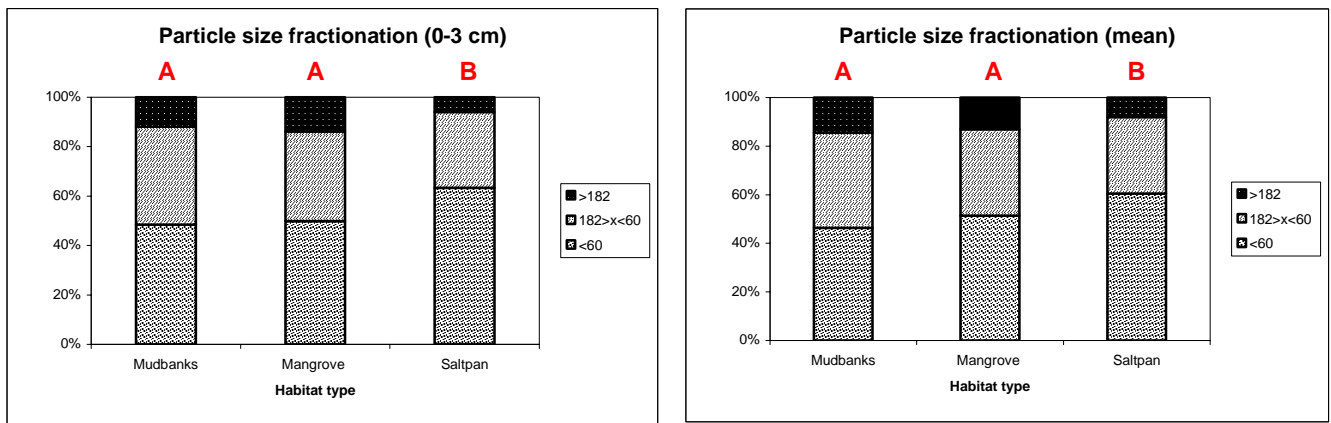 Particle size fractionation (0-3 cm)
A A B
100%
80%
60%
40%
20%
0%
Mudbanks Mangrove Saltpan
Habitat type
>182
182>x<60
<60
Particle size fractionation (mean)
A A B
100%
80%
60%
40%
20%
0%
Mudbanks Mangrove Saltpan
Habitat type
>182
182>x<60
<60